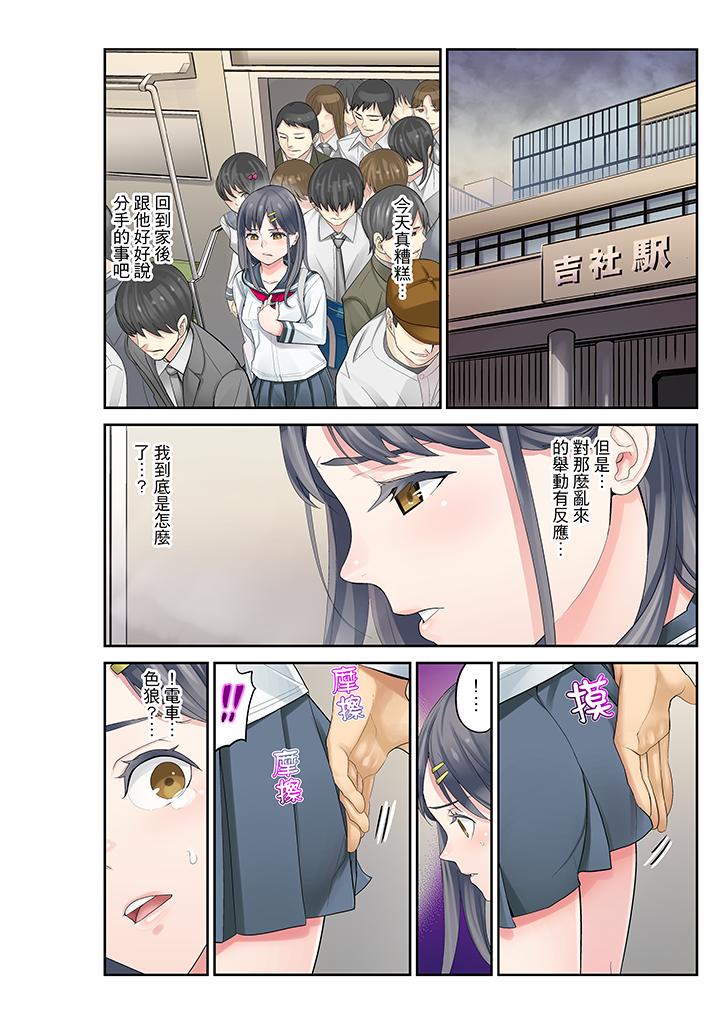 吉社駅
今天真糟糕…
回到家後
跟他好好說
分手的事吧
但是…
對那麼亂來
的舉動有反應…
我到底是怎麼
了…？
摸
！…
摩擦
摩擦
!!
！電車…
色狼？…